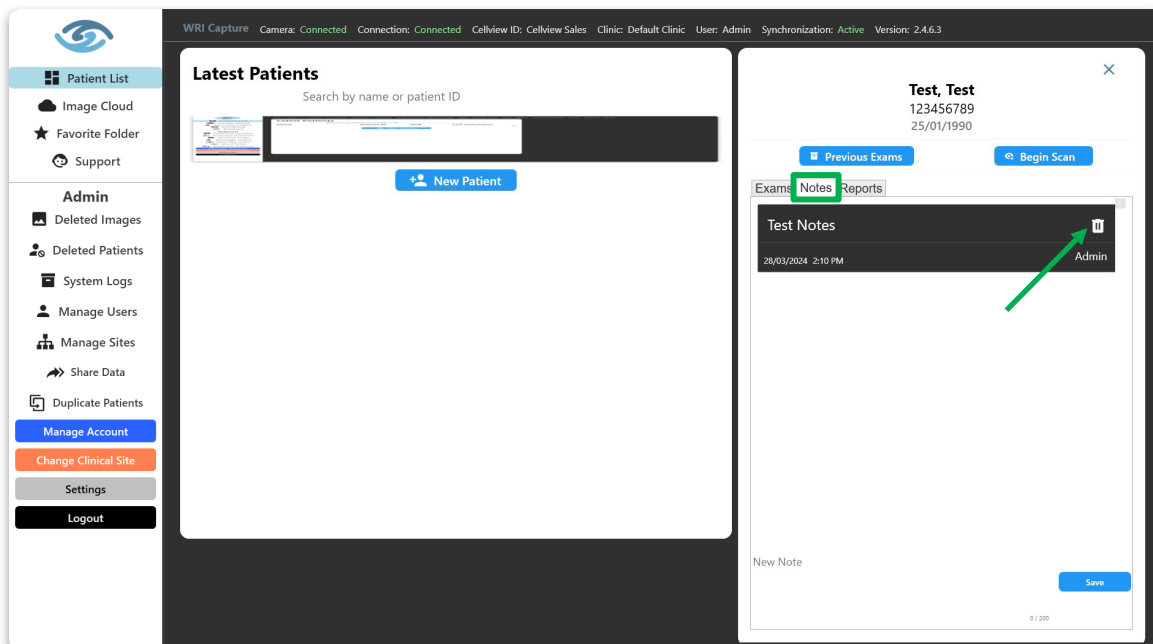 WRI Capture Camera: Connected Connection: Connected Cellview ID: Cellview Sales Clinic: Default Clinic User: Admin Synchronization: Active Version: 2.4.6.3
Patient List
Image Cloud
Favorite Folder
Support
Admin
Deleted Images
Deleted Patients
System Logs
Manage Users
Manage Sites
Share Data
Duplicate Patients
Manage Account
Change Clinical Site
Settings
Logout
Latest Patients
Search by name or patient ID
New Patient
Test, Test
123456789
25/01/1990
Previous Exams
Begin Scan
Exams Notes Reports
Test Notes
28/03/2024 2:10 PM Admin
New Note
Save
0 / 200